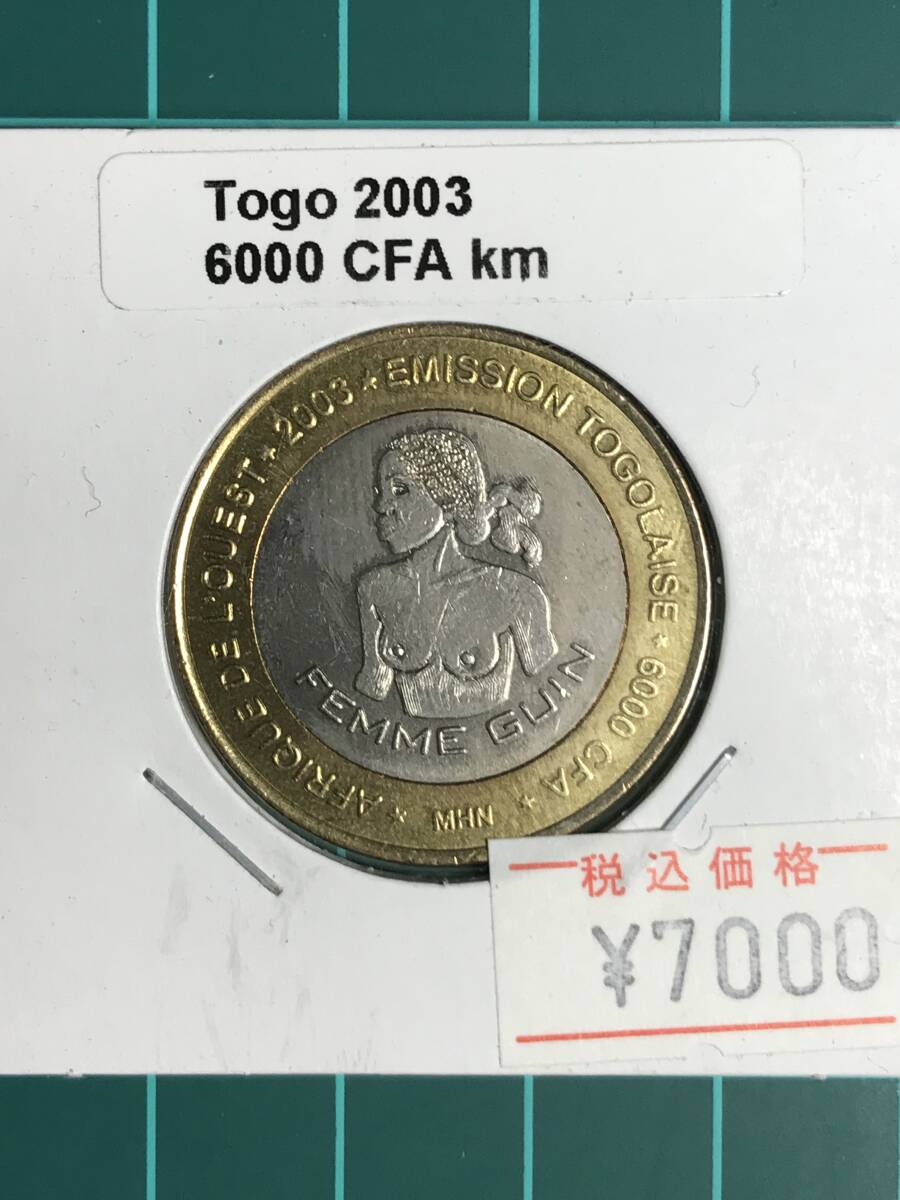 Togo 2003
6000 CFA km
AFRIQUE DE L'OUEST ★ 2003 ★ EMISSION TOGOLAISE ★ 6000 CFA ★
MHN ★
FEMME GUIN
税込価格
¥7000